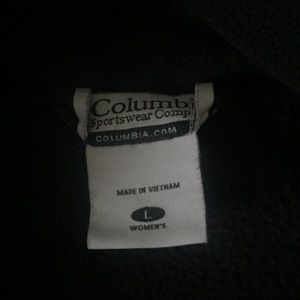 Columbi
Sportswear Comp
COLUMBIA.COM
MADE IN VIETNAM
L
WOMEN'S